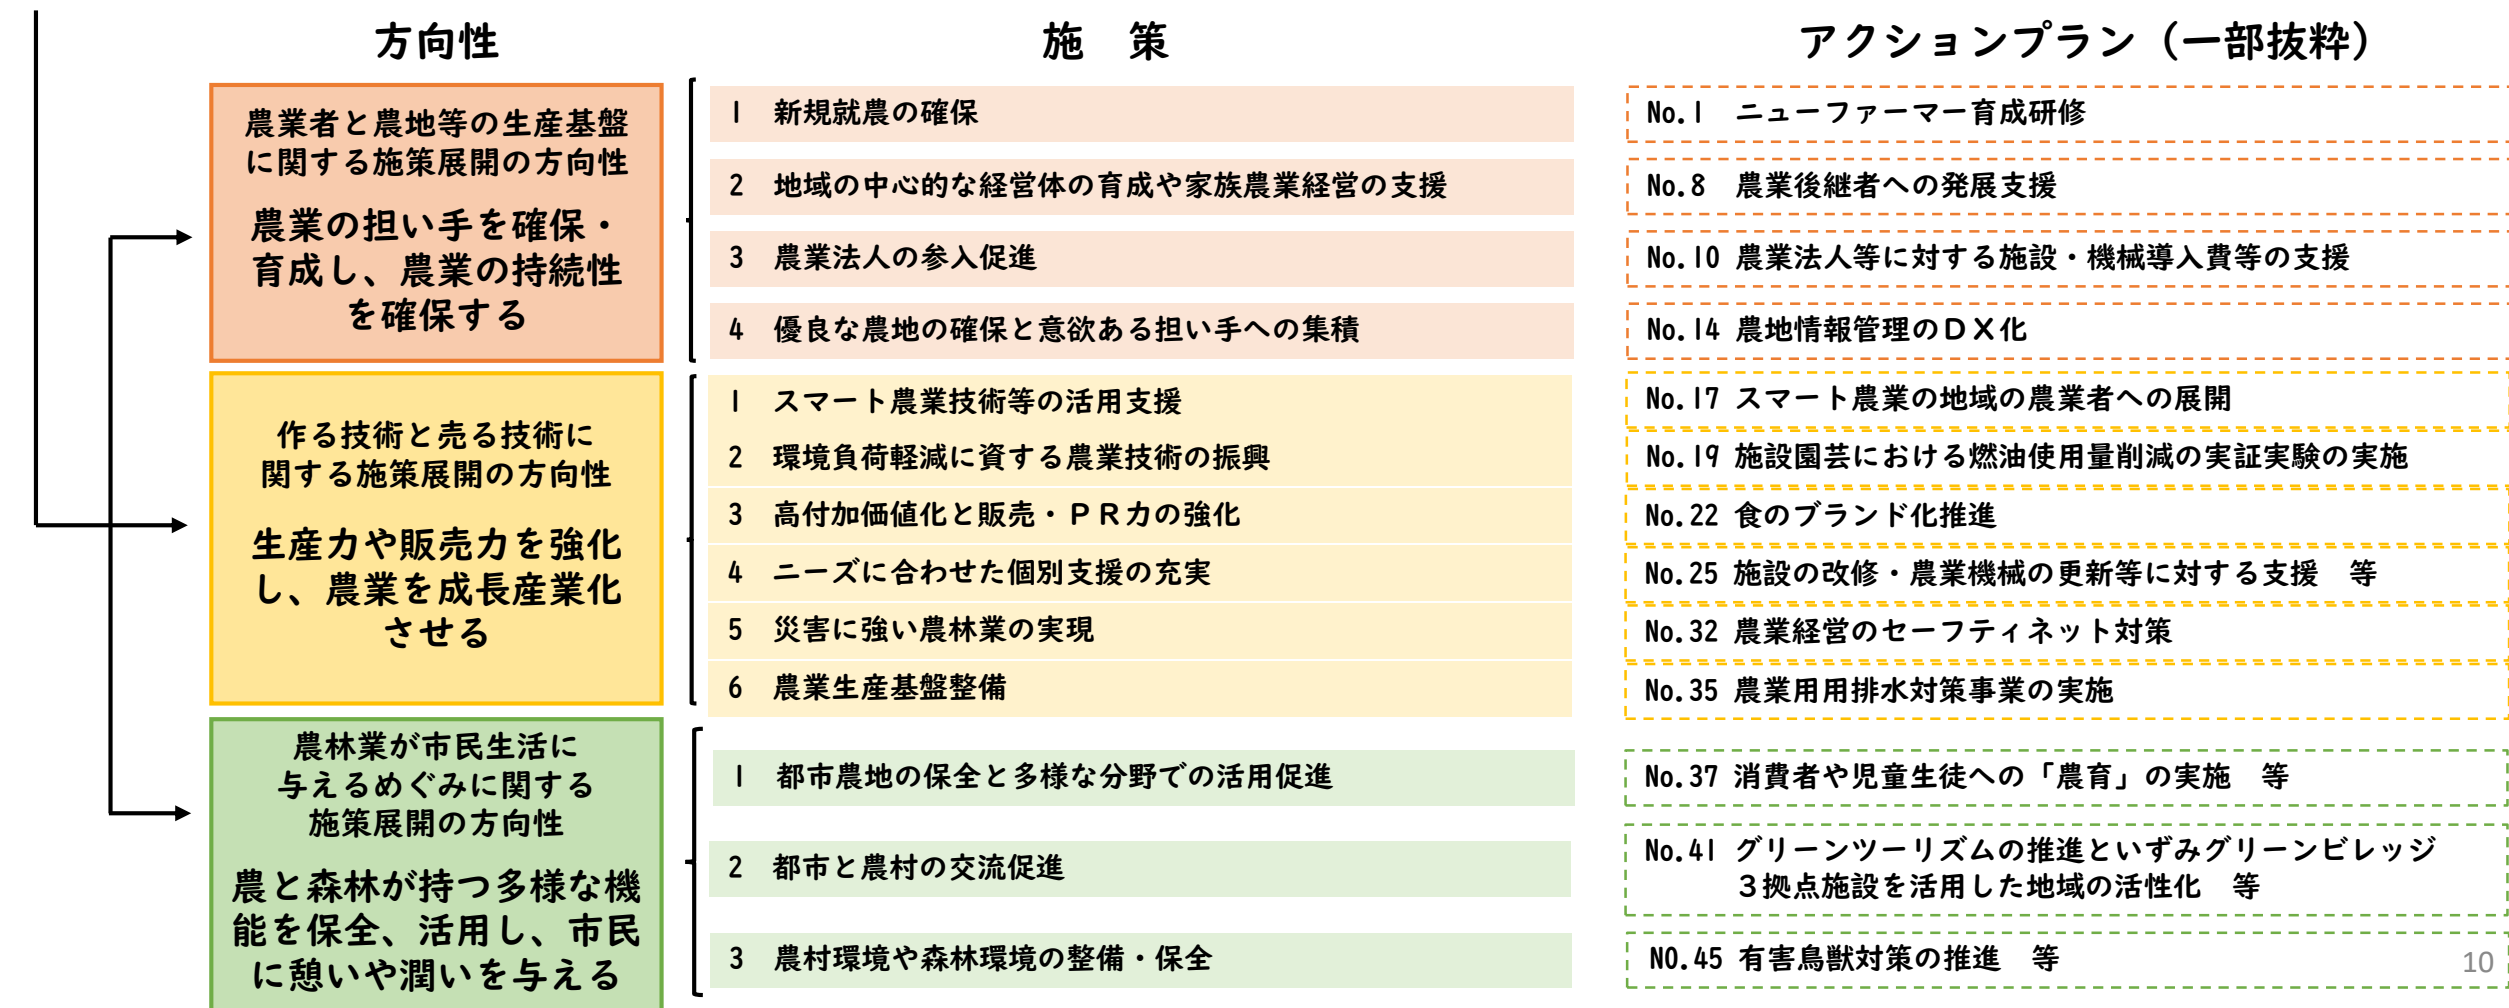 方向性
施　策
アクションプラン（一部抜粋）
農業者と農地等の生産基盤
に関する施策展開の方向性
農業の担い手を確保・
育成し、農業の持続性
を確保する
1　新規就農の確保
2　地域の中心的な経営体の育成や家族農業経営の支援
3　農業法人の参入促進
4　優良な農地の確保と意欲ある担い手への集積
No.1　ニューファーマー育成研修
No.8　農業後継者への発展支援
No.10 農業法人等に対する施設・機械導入費等の支援
No.14 農地情報管理のＤＸ化
作る技術と売る技術に
関する施策展開の方向性
生産力や販売力を強化
し、農業を成長産業化
させる
1　スマート農業技術等の活用支援
2　環境負荷軽減に資する農業技術の振興
3　高付加価値化と販売・ＰＲ力の強化
4　ニーズに合わせた個別支援の充実
5　災害に強い農林業の実現
6　農業生産基盤整備
No.17 スマート農業の地域の農業者への展開
No.19 施設園芸における燃油使用量削減の実証実験の実施
No.22 食のブランド化推進
No.25 施設の改修・農業機械の更新等に対する支援　等
No.32 農業経営のセーフティネット対策
No.35 農業用用排水対策事業の実施
農林業が市民生活に
与えるめぐみに関する
施策展開の方向性
農と森林が持つ多様な機
能を保全、活用し、市民
に憩いや潤いを与える
1　都市農地の保全と多様な分野での活用促進
2　都市と農村の交流促進
3　農村環境や森林環境の整備・保全
No.37 消費者や児童生徒への「農育」の実施　等
No.41 グリーンツーリズムの推進といずみグリーンビレッジ
３拠点施設を活用した地域の活性化　等
NO.45 有害鳥獣対策の推進　等
10